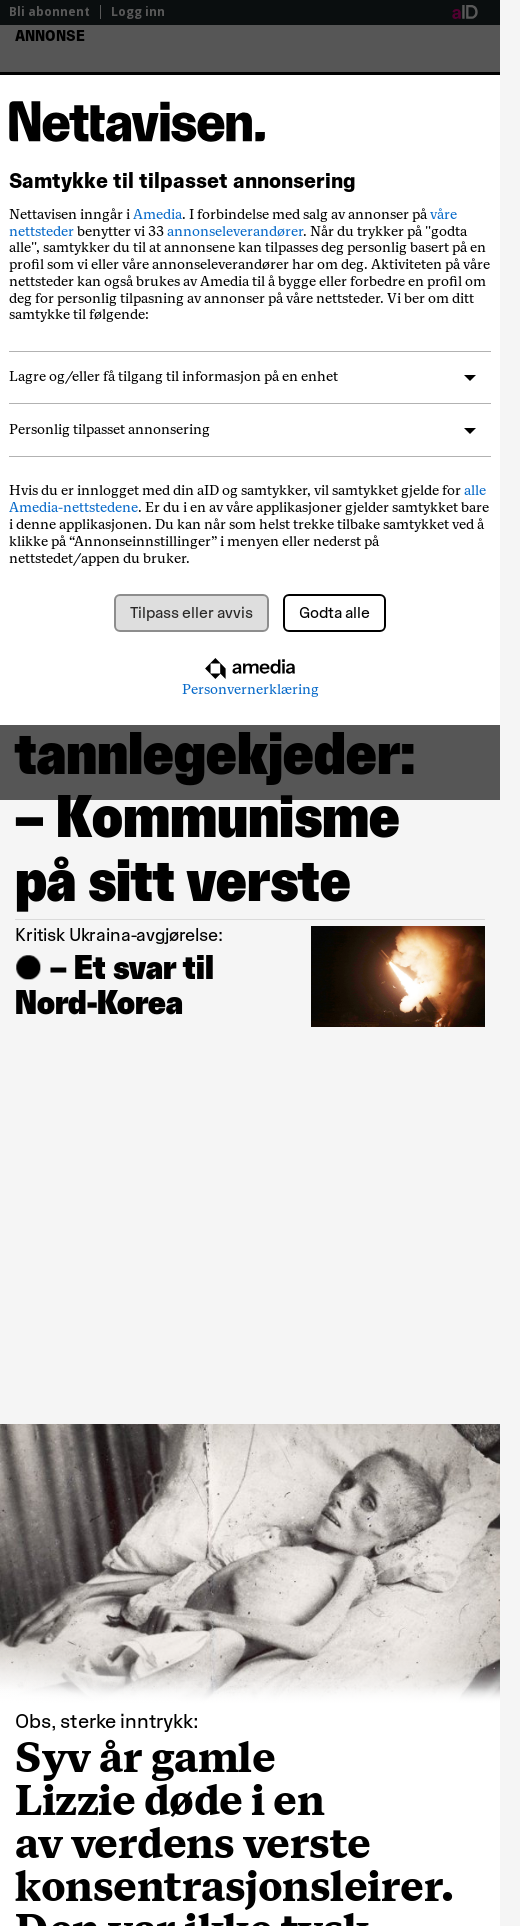 Bli abonnent | Logg inn
aID
ANNONSE
Nettavisen.
Samtykke til tilpasset annonsering
Nettavisen inngår i Amedia. I forbindelse med salg av annonser på våre
nettsteder benytter vi 33 annonseleverandører. Når du trykker på "godta
alle", samtykker du til at annonsene kan tilpasses deg personlig basert på en
profil som vi eller våre annonseleverandører har om deg. Aktiviteten på våre
nettsteder kan også brukes av Amedia til å bygge eller forbedre en profil om
deg for personlig tilpasning av annonser på våre nettsteder. Vi ber om ditt
samtykke til følgende:
Lagre og/eller få tilgang til informasjon på en enhet
Personlig tilpasset annonsering
Hvis du er innlogget med din aID og samtykker, vil samtykket gjelde for alle
Amedia-nettstedene. Er du i en av våre applikasjoner gjelder samtykket bare
i denne applikasjonen. Du kan når som helst trekke tilbake samtykket ved å
klikke på “Annonseinnstillinger” i menyen eller nederst på
nettstedet/appen du bruker.
Tilpass eller avvis
Godta alle
amedia
Personvernerklæring
tannlegekjeder:
– Kommunisme
på sitt verste
Kritisk Ukraina-avgjørelse:
– Et svar til
Nord-Korea
Obs, sterke inntrykk:
Syv år gamle
Lizzie døde i en
av verdens verste
konsentrasjonsleirer.
Den var ikke tysk